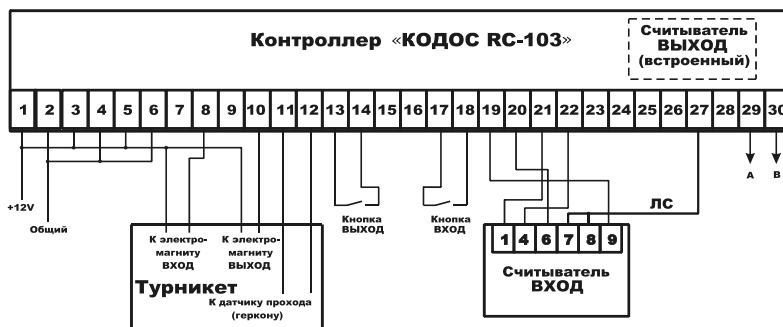 Контроллер «КОДОС RC-103»
Считыватель
ВЫХОД
(встроенный)
1 2 3 4 5 6 7 8 9 10 11 12 13 14 15 16 17 18 19 20 21 22 23 24 25 26 27 28 29 30
+12V
Общий
К электро-
магниту
ВХОД
К электро-
магниту
ВЫХОД
Турникет
К датчику прохода
(геркону)
Кнопка
ВЫХОД
Кнопка
ВХОД
ЛС
A
B
1 4 6 7 8 9
Считыватель
ВХОД